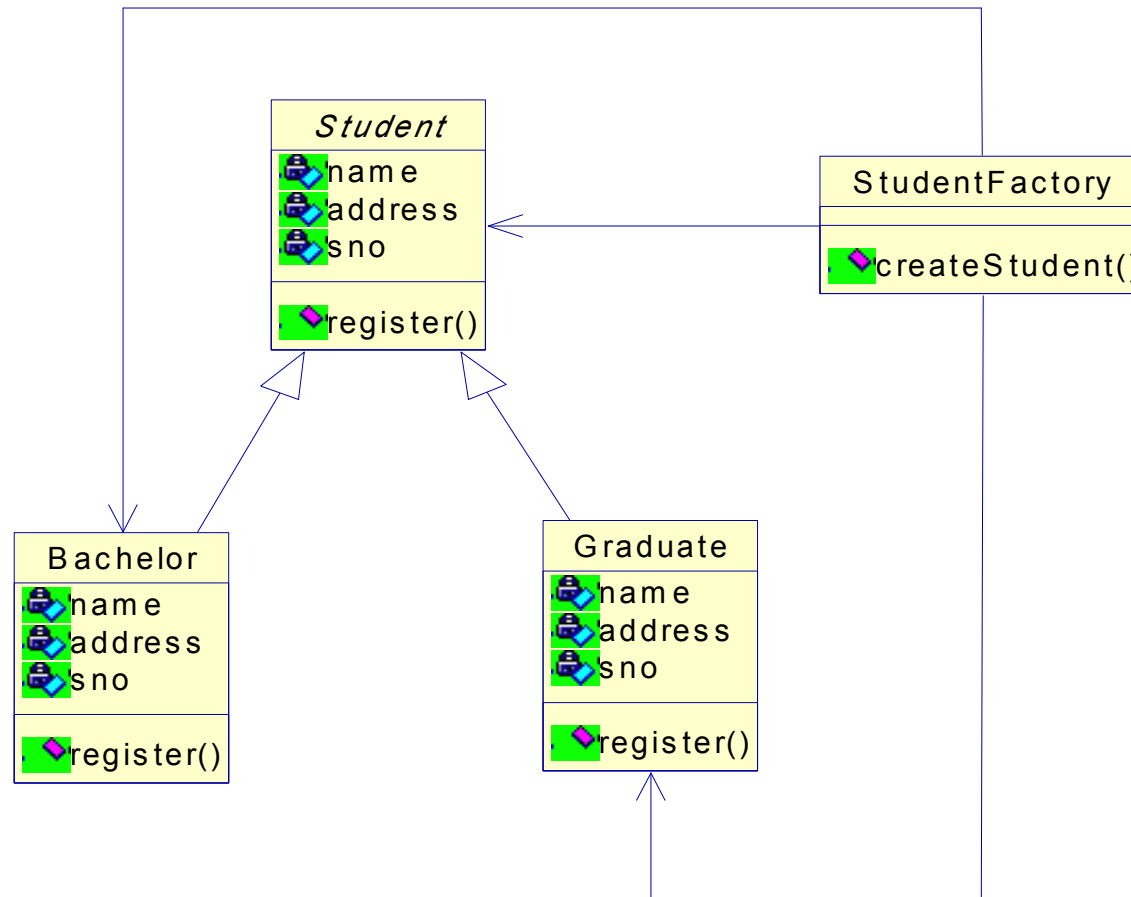 Student
name
address
sno
register()
StudentFactory
createStudent()
Bachelor
name
address
sno
register()
Graduate
name
address
sno
register()